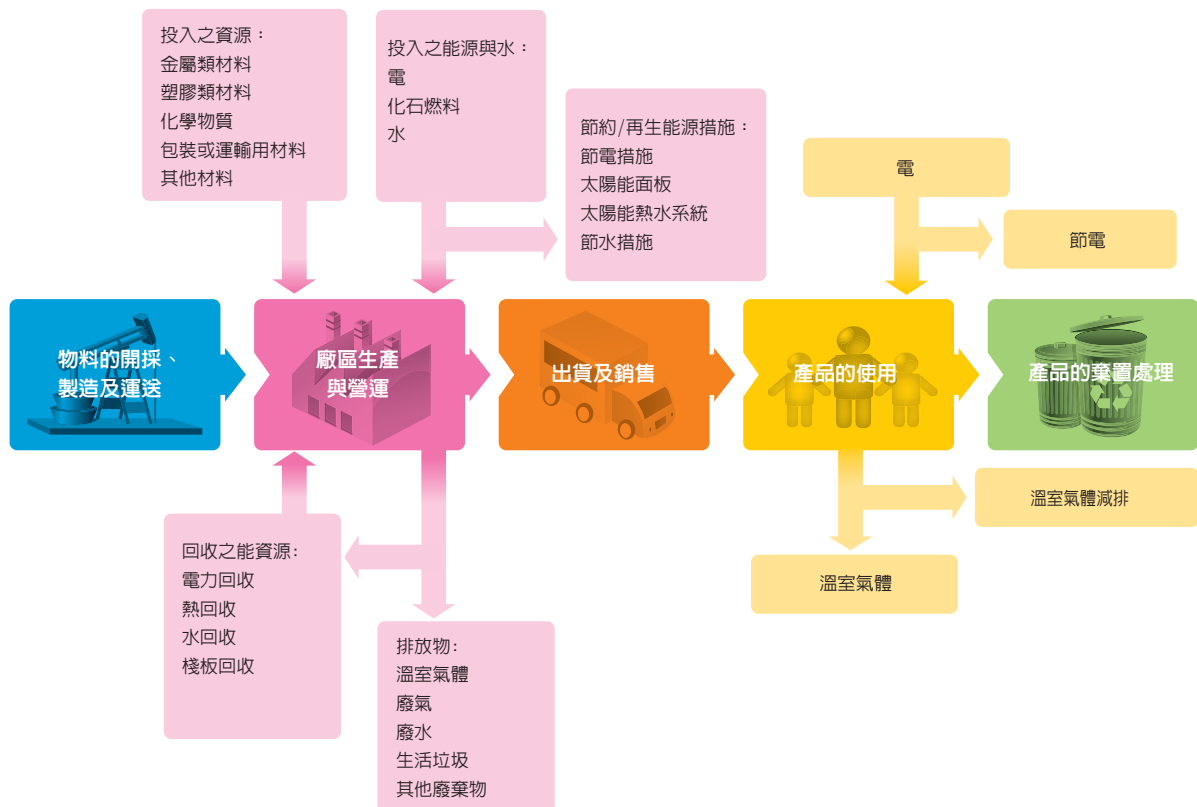 投入之資源：
金屬類材料
塑膠類材料
化學物質
包裝或運輸用材料
其他材料
投入之能源與水：
電
化石燃料
水
節約/再生能源措施：
節電措施
太陽能面板
太陽能熱水系統
節水措施
電
節電
物料的開採、
製造及運送
廠區生產
與營運
出貨及銷售
產品的使用
產品的棄置處理
回收之能資源:
電力回收
熱回收
水回收
棧板回收
排放物:
溫室氣體
廢氣
廢水
生活垃圾
其他廢棄物
溫室氣體減排
溫室氣體